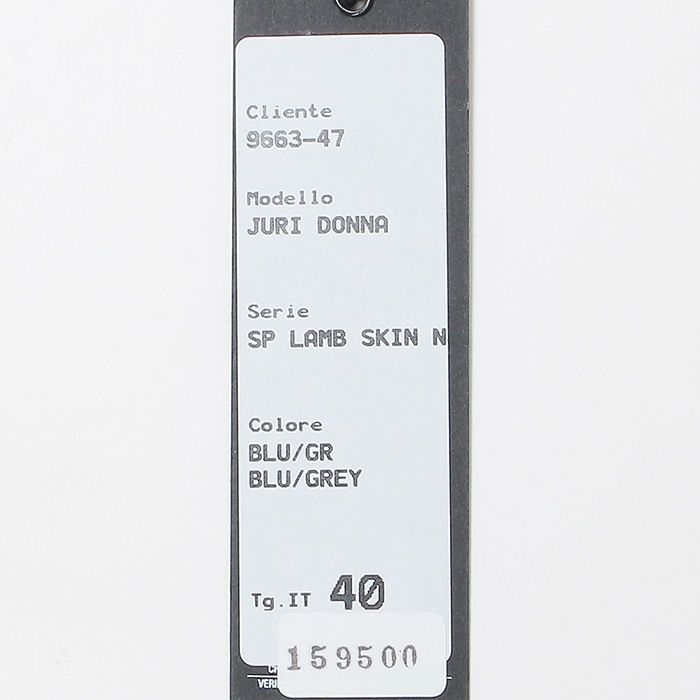 Cliente
9663-47
Modello
JURI DONNA
Serie
SP LAMB SKIN N
Colore
BLU/GR
BLU/GREY
Tg.IT 40
159500